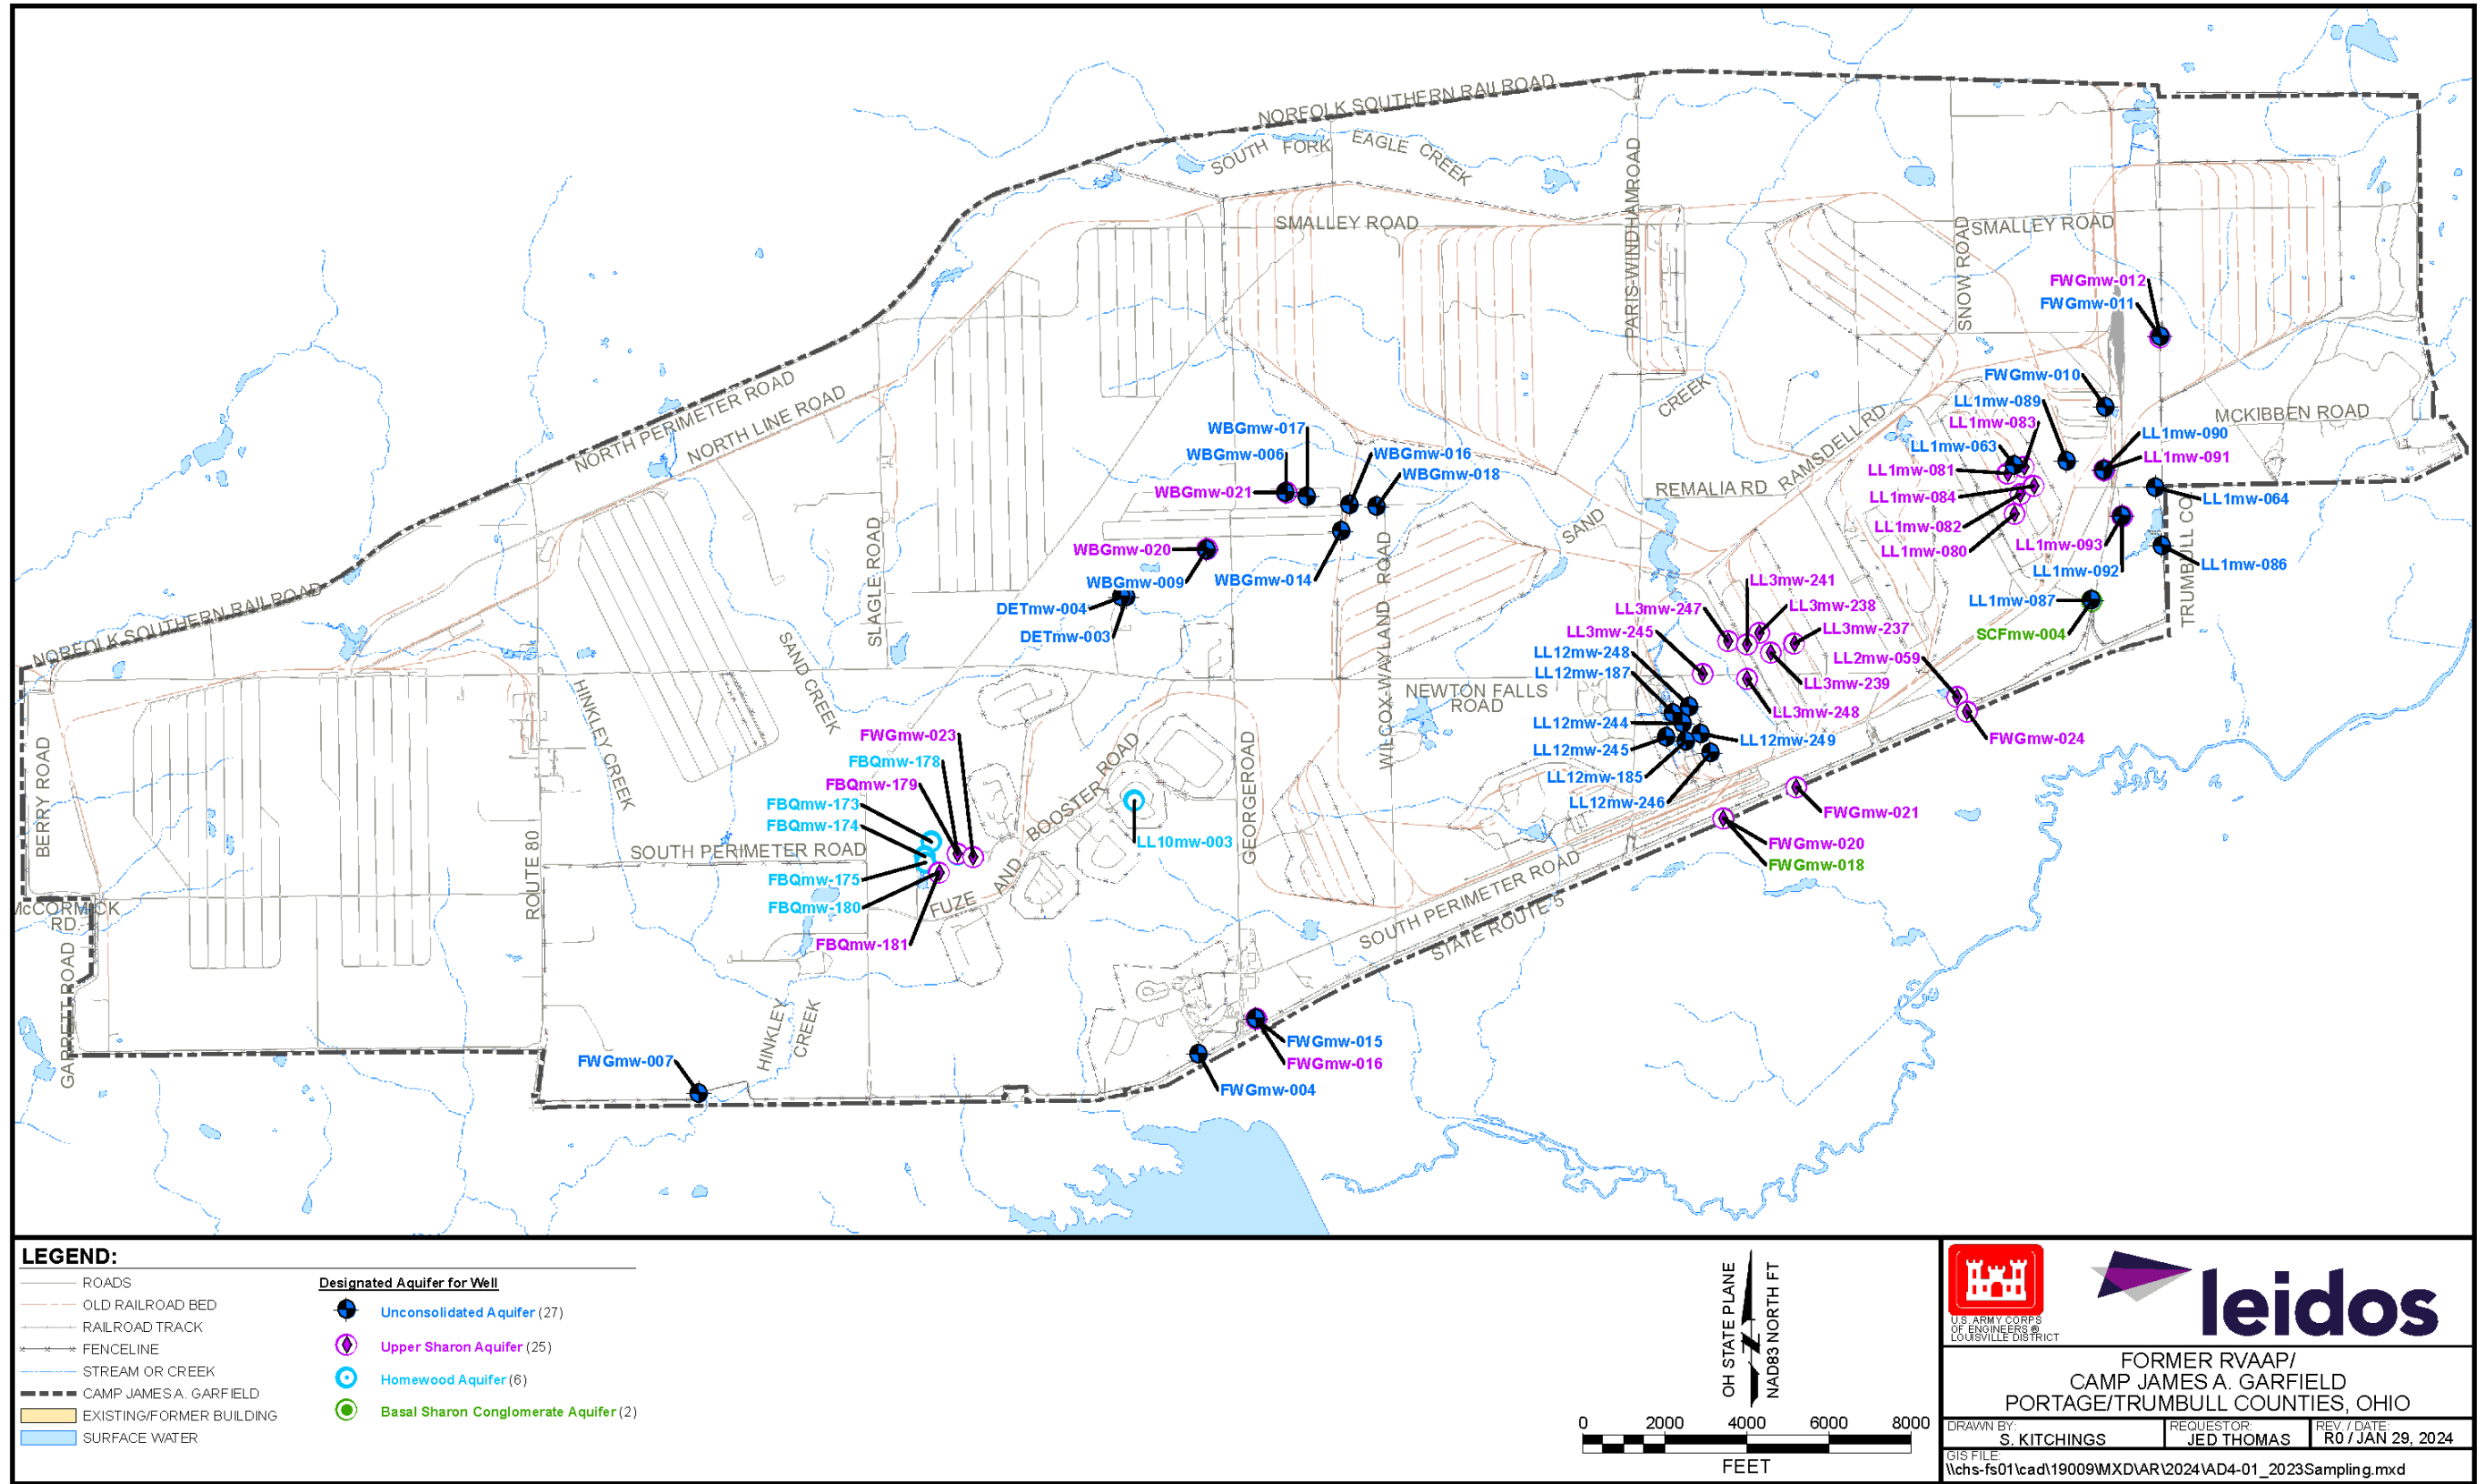 NORFOLK SOUTHERN RAILROAD
SOUTH FORK EAGLE CREEK
SMALLEY ROAD
PARIS-WINDHAMROAD
SNOW ROAD
SMALLEY ROAD
FWGmw-012
FWGmw-011
FWGmw-010
LL1mw-089
LL1mw-083
MCKIBBEN ROAD
LL1mw-063
LL1mw-090
LL1mw-091
LL1mw-081
LL1mw-084
LL1mw-064
LL1mw-082
LL1mw-080
LL1mw-093
LL1mw-092
LL1mw-086
LL1mw-087
SCFmw-004
TRUMBULL CO
CREEK
RAMSDELL RD
REMALIA RD
SAND
NORTH PERIMETER ROAD
NORTH LINE ROAD
WBGmw-017
WBGmw-006
WBGmw-016
WBGmw-018
WBGmw-021
WBGmw-020
WBGmw-009
WBGmw-014
DETmw-004
DETmw-003
SLAGLE ROAD
SAND CREEK
WILCOX-WAYLAND ROAD
NORFOLK SOUTHERN RAILROAD
HINKLEY CREEK
LL3mw-241
LL3mw-247
LL3mw-238
LL3mw-245
LL3mw-237
LL12mw-248
LL2mw-059
LL12mw-187
LL3mw-239
NEWTON FALLS
ROAD
LL3mw-248
LL12mw-244
LL12mw-249
FWGmw-024
LL12mw-245
LL12mw-185
LL12mw-246
FWGmw-021
FWGmw-020
FWGmw-018
FWGmw-023
FBQmw-178
FBQmw-179
FBQmw-173
FBQmw-174
FBQmw-175
FBQmw-180
FBQmw-181
SOUTH PERIMETER ROAD
FUZE AND BOOSTER ROAD
LL10mw-003
GEORGEROAD
BERRY ROAD
ROUTE 80
McCORMICK
RD.
GARRETT ROAD
SOUTH PERIMETER ROAD
STATE ROUTE 5
HINKLEY
CREEK
FWGmw-007
FWGmw-015
FWGmw-016
FWGmw-004
LEGEND:
ROADS
OLD RAILROAD BED
RAILROAD TRACK
FENCELINE
STREAM OR CREEK
CAMP JAMES A. GARFIELD
EXISTING/FORMER BUILDING
SURFACE WATER
Designated Aquifer for Well
Unconsolidated Aquifer (27)
Upper Sharon Aquifer (25)
Homewood Aquifer (6)
Basal Sharon Conglomerate Aquifer (2)
OH STATE PLANE
NAD83 NORTH FT
N
0 2000 4000 6000 8000
FEET
U.S. ARMY CORPS
OF ENGINEERS ®
LOUISVILLE DISTRICT
leidos
FORMER RVAAP/
CAMP JAMES A. GARFIELD
PORTAGE/TRUMBULL COUNTIES, OHIO
DRAWN BY:
S. KITCHINGS
REQUESTOR:
JED THOMAS
REV. / DATE:
R0 / JAN 29, 2024
GIS FILE:
\\chs-fs01\cad\19009\MXD\AR\2024\AD4-01_2023Sampling.mxd